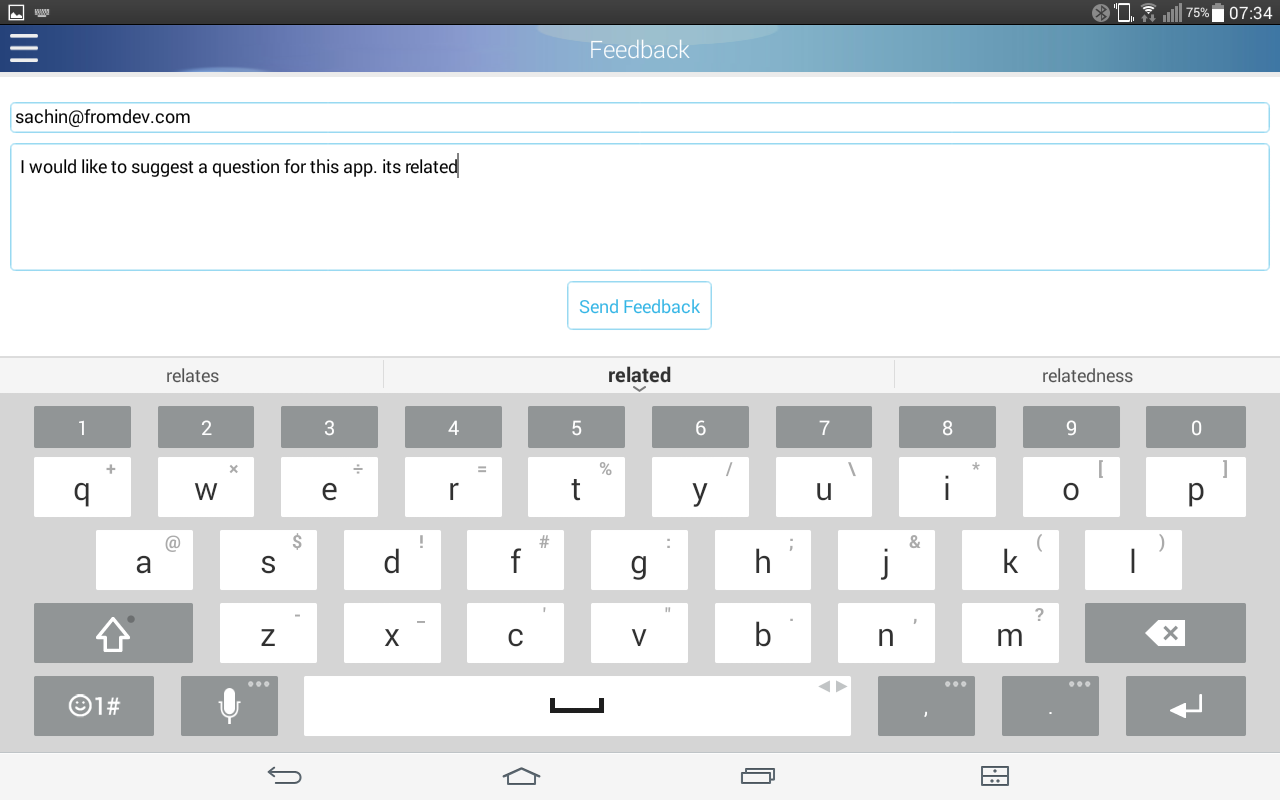 75% 07:34
Feedback
sachin@fromdev.com
I would like to suggest a question for this app. its related
Send Feedback
relates related relatedness
1 2 3 4 5 6 7 8 9 0
+ × ÷ = % / \ * [ ]
q w e r t y u i o p
@ $ ! # : ; & ( )
a s d f g h j k l
- _ ' " . , ?
z x c v b n m
1# , .